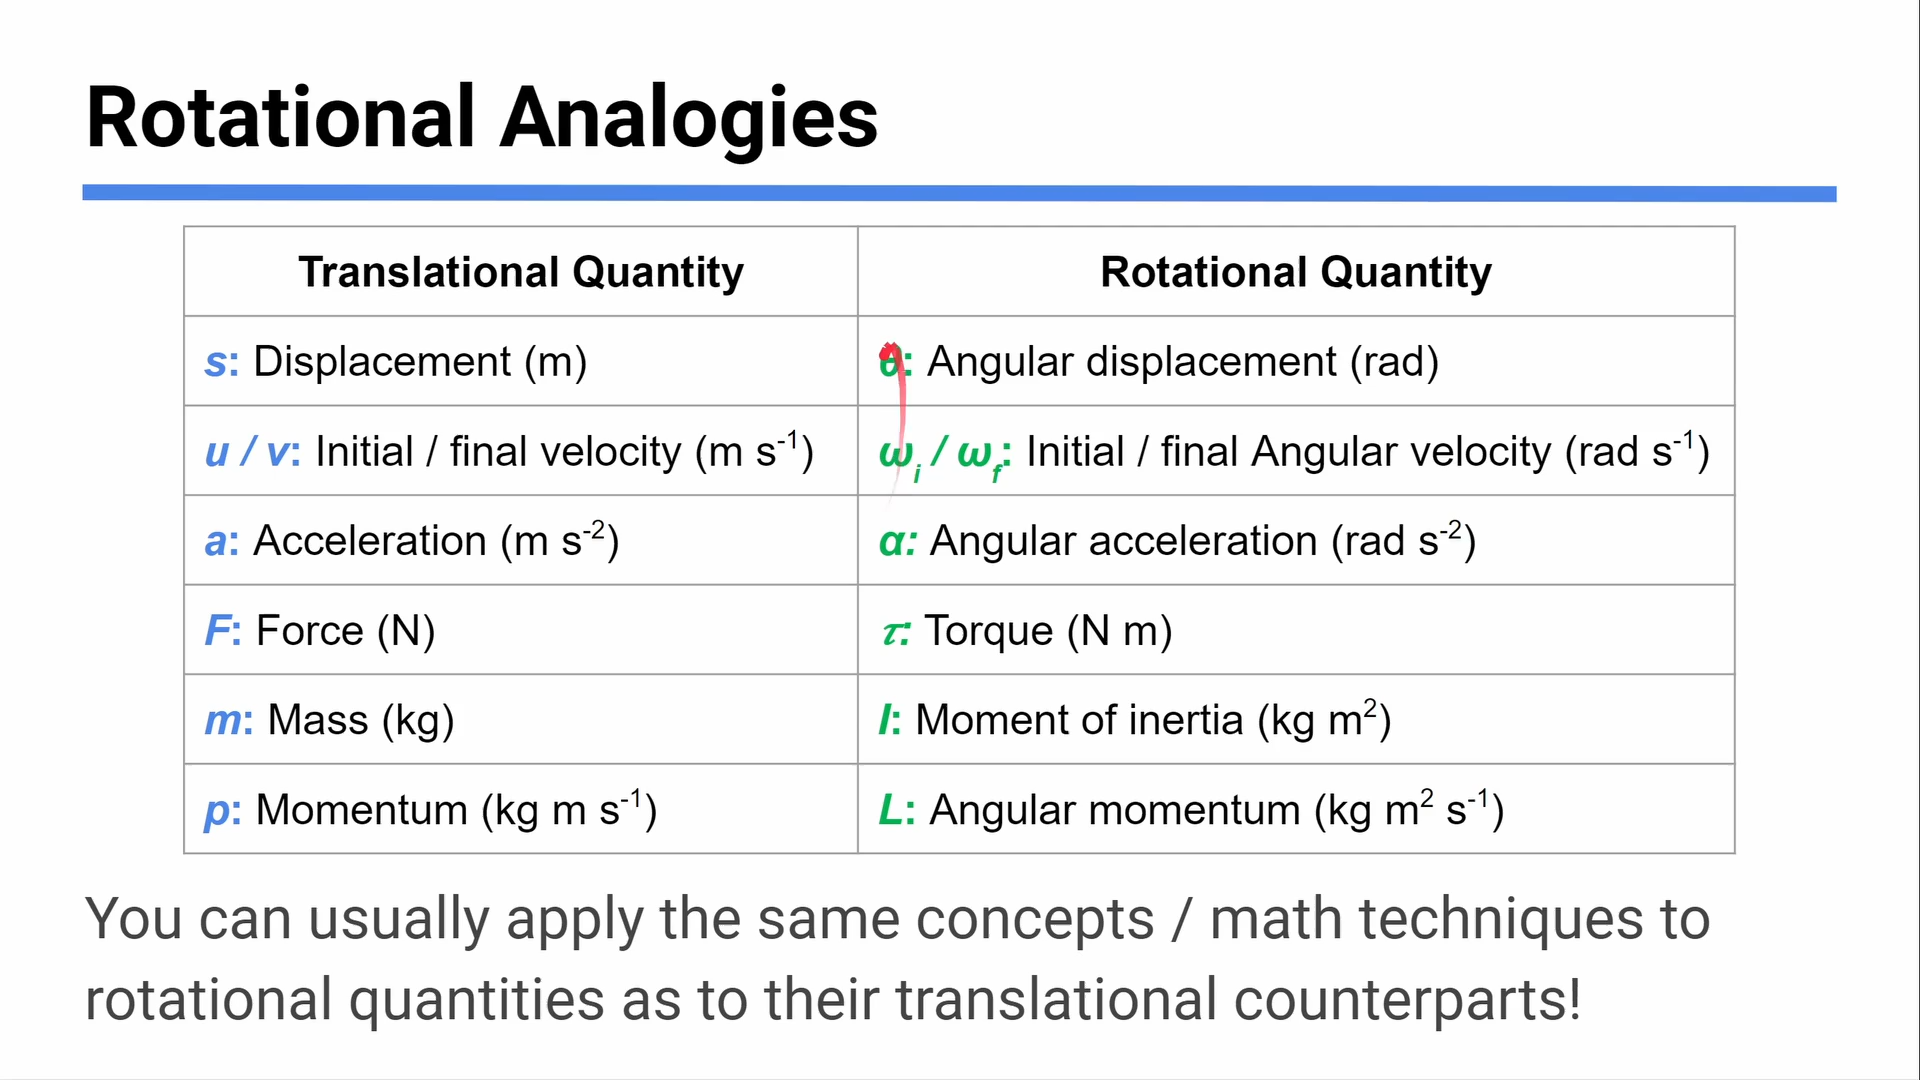 Rotational Analogies
Translational Quantity
Rotational Quantity
s: Displacement (m)
θ: Angular displacement (rad)
u / v: Initial / final velocity (m s⁻¹)
ωᵢ / ω_f: Initial / final Angular velocity (rad s⁻¹)
a: Acceleration (m s⁻²)
α: Angular acceleration (rad s⁻²)
F: Force (N)
τ: Torque (N m)
m: Mass (kg)
I: Moment of inertia (kg m²)
p: Momentum (kg m s⁻¹)
L: Angular momentum (kg m² s⁻¹)
You can usually apply the same concepts / math techniques to
rotational quantities as to their translational counterparts!